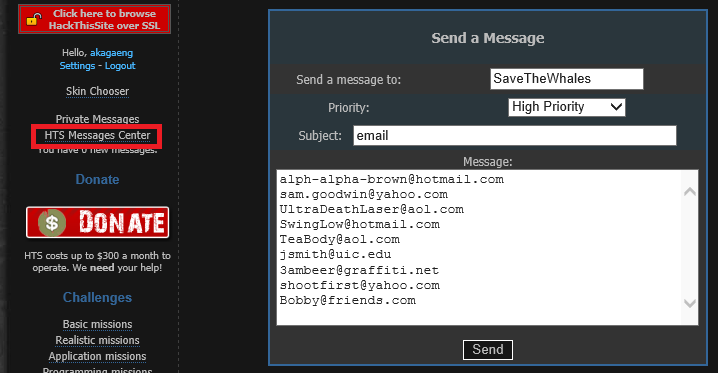 Click here to browse
HackThisSite over SSL
Hello, akagaeng
Settings - Logout
Skin Chooser
Private Messages
HTS Messages Center
You have 0 new messages.
Donate
$ DONATE
HTS costs up to $300 a month to
operate. We need your help!
Challenges
Basic missions
Realistic missions
Application missions
Programming missions
Send a Message
Send a message to: SaveTheWhales
Priority: High Priority
Subject: email
Message:
alph-alpha-brown@hotmail.com
sam.goodwin@yahoo.com
UltraDeathLaser@aol.com
SwingLow@hotmail.com
TeaBody@aol.com
jsmith@uic.edu
3ambeer@graffiti.net
shootfirst@yahoo.com
Bobby@friends.com
Send